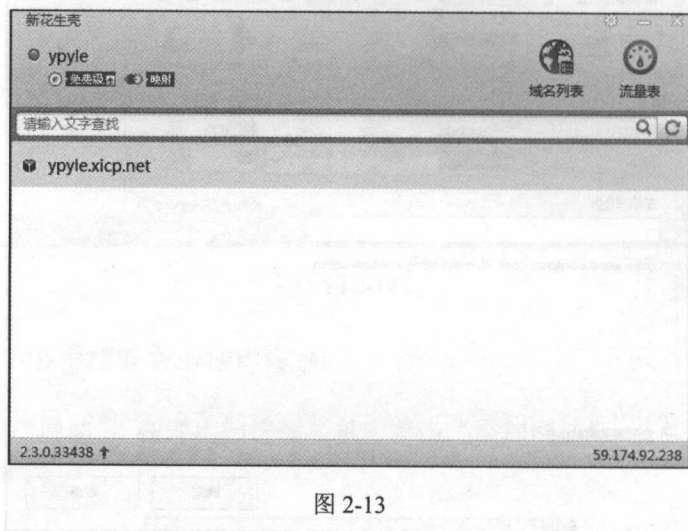 新花生壳
ypyle
免费级 映射
域名列表 流量表
请输入文字查找
ypyle.xicp.net
2.3.0.33438 59.174.92.238
图 2-13